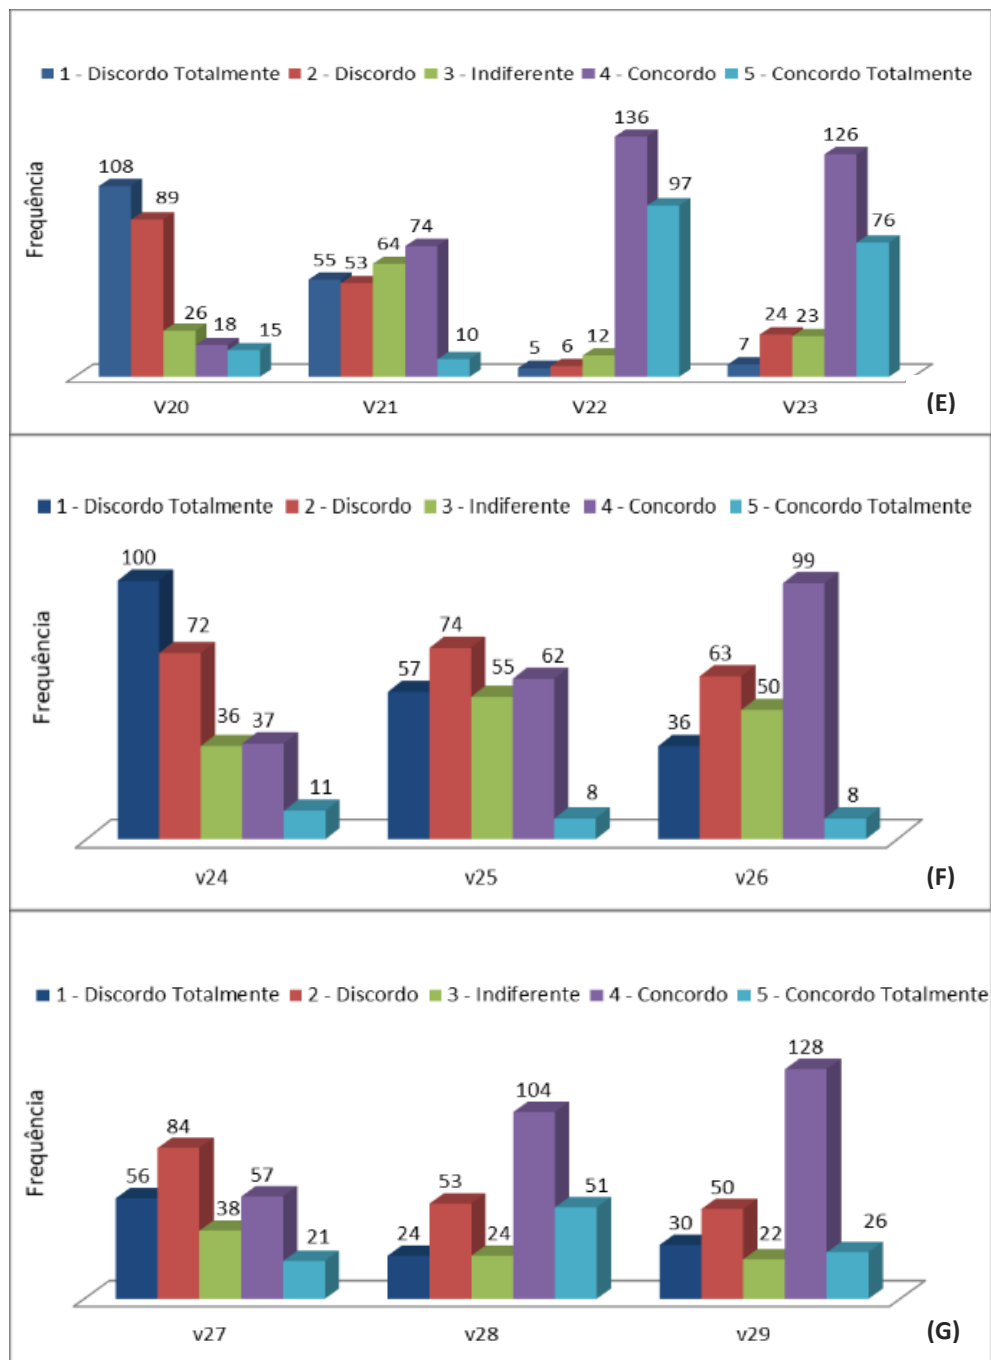 1 - Discordo Totalmente 2 - Discordo 3 - Indiferente 4 - Concordo 5 - Concordo Totalmente
Frequência
108 89 26 18 15
55 53 64 74 10
5 6 12 136 97
7 24 23 126 76
V20 V21 V22 V23
(E)
1 - Discordo Totalmente 2 - Discordo 3 - Indiferente 4 - Concordo 5 - Concordo Totalmente
Frequência
100 72 36 37 11
57 74 55 62 8
36 63 50 99 8
v24 v25 v26
(F)
1 - Discordo Totalmente 2 - Discordo 3 - Indiferente 4 - Concordo 5 - Concordo Totalmente
Frequência
56 84 38 57 21
24 53 24 104 51
30 50 22 128 26
v27 v28 v29
(G)